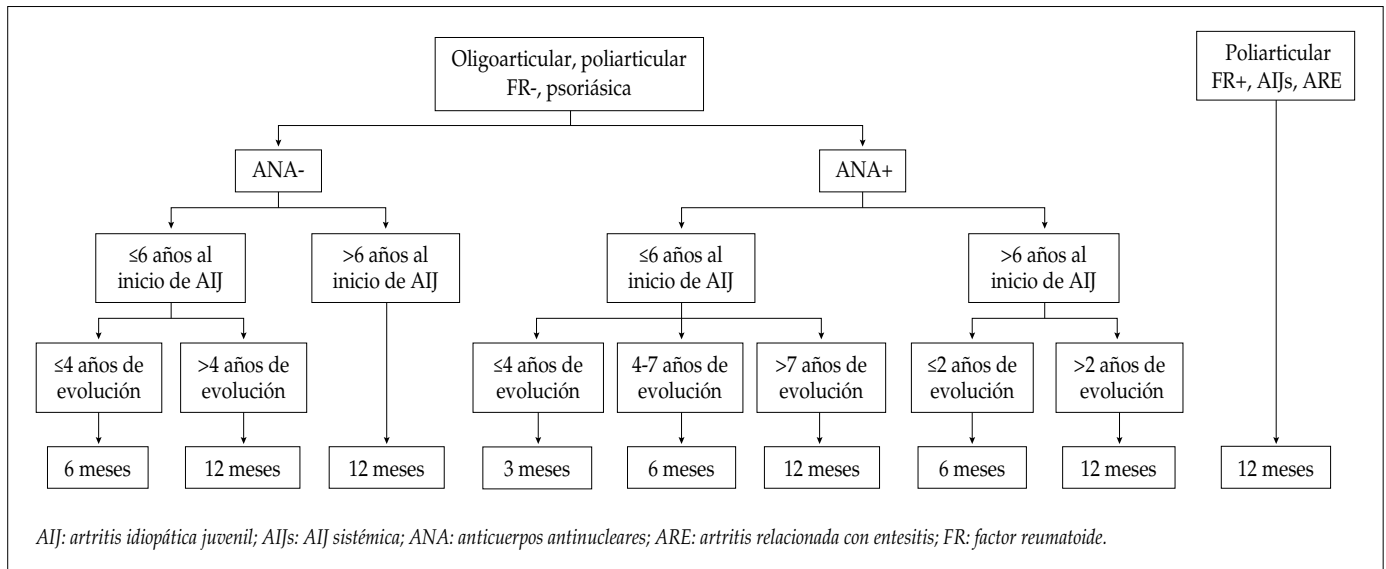 Oligoarticular, poliarticular
FR-, psoriásica
Poliarticular
FR+, AIJs, ARE
ANA-
ANA+
≤6 años al
inicio de AIJ
>6 años al
inicio de AIJ
≤6 años al
inicio de AIJ
>6 años al
inicio de AIJ
≤4 años de
evolución
>4 años de
evolución
≤4 años de
evolución
4-7 años de
evolución
>7 años de
evolución
≤2 años de
evolución
>2 años de
evolución
6 meses
12 meses
12 meses
3 meses
6 meses
12 meses
6 meses
12 meses
12 meses
AIJ: artritis idiopática juvenil; AIJs: AIJ sistémica; ANA: anticuerpos antinucleares; ARE: artritis relacionada con entesitis; FR: factor reumatoide.